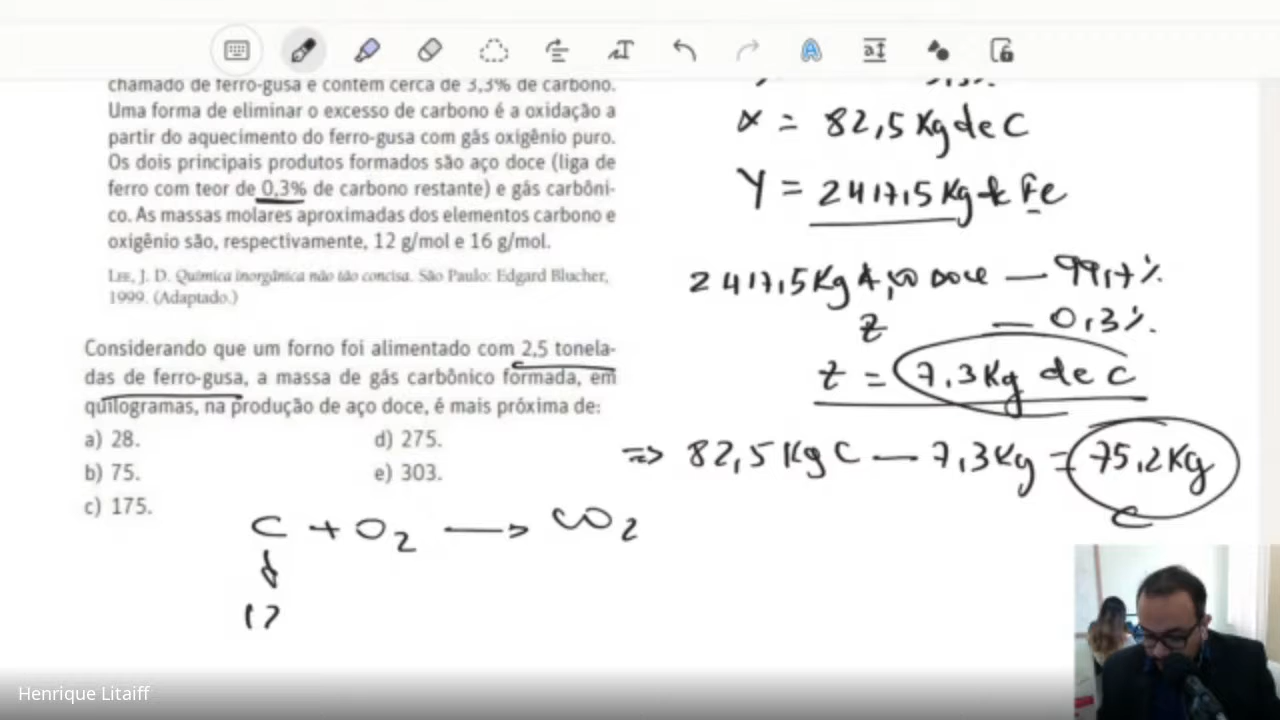 chamado de ferro-gusa e contém cerca de 3,3% de carbono.
Uma forma de eliminar o excesso de carbono é a oxidação a
partir do aquecimento do ferro-gusa com gás oxigênio puro.
Os dois principais produtos formados são aço doce (liga de
ferro com teor de 0,3% de carbono restante) e gás carbôni-
co. As massas molares aproximadas dos elementos carbono e
oxigênio são, respectivamente, 12 g/mol e 16 g/mol.
LEE, J. D. Química inorgânica não tão concisa. São Paulo: Edgard Blucher,
1999. (Adaptado.)
Considerando que um forno foi alimentado com 2,5 tonela-
das de ferro-gusa, a massa de gás carbônico formada, em
quilogramas, na produção de aço doce, é mais próxima de:
a) 28.
b) 75.
c) 175.
d) 275.
e) 303.
C + O2 → CO2
12
x = 82,5 Kg de C
Y = 2417,5 Kg de Fe
2417,5 Kg Aço Doce — 99,7%
z — 0,3%.
z = 7,3 Kg de C
=> 82,5 Kg C — 7,3 Kg = 75,2 Kg
C
Henrique Litaiff